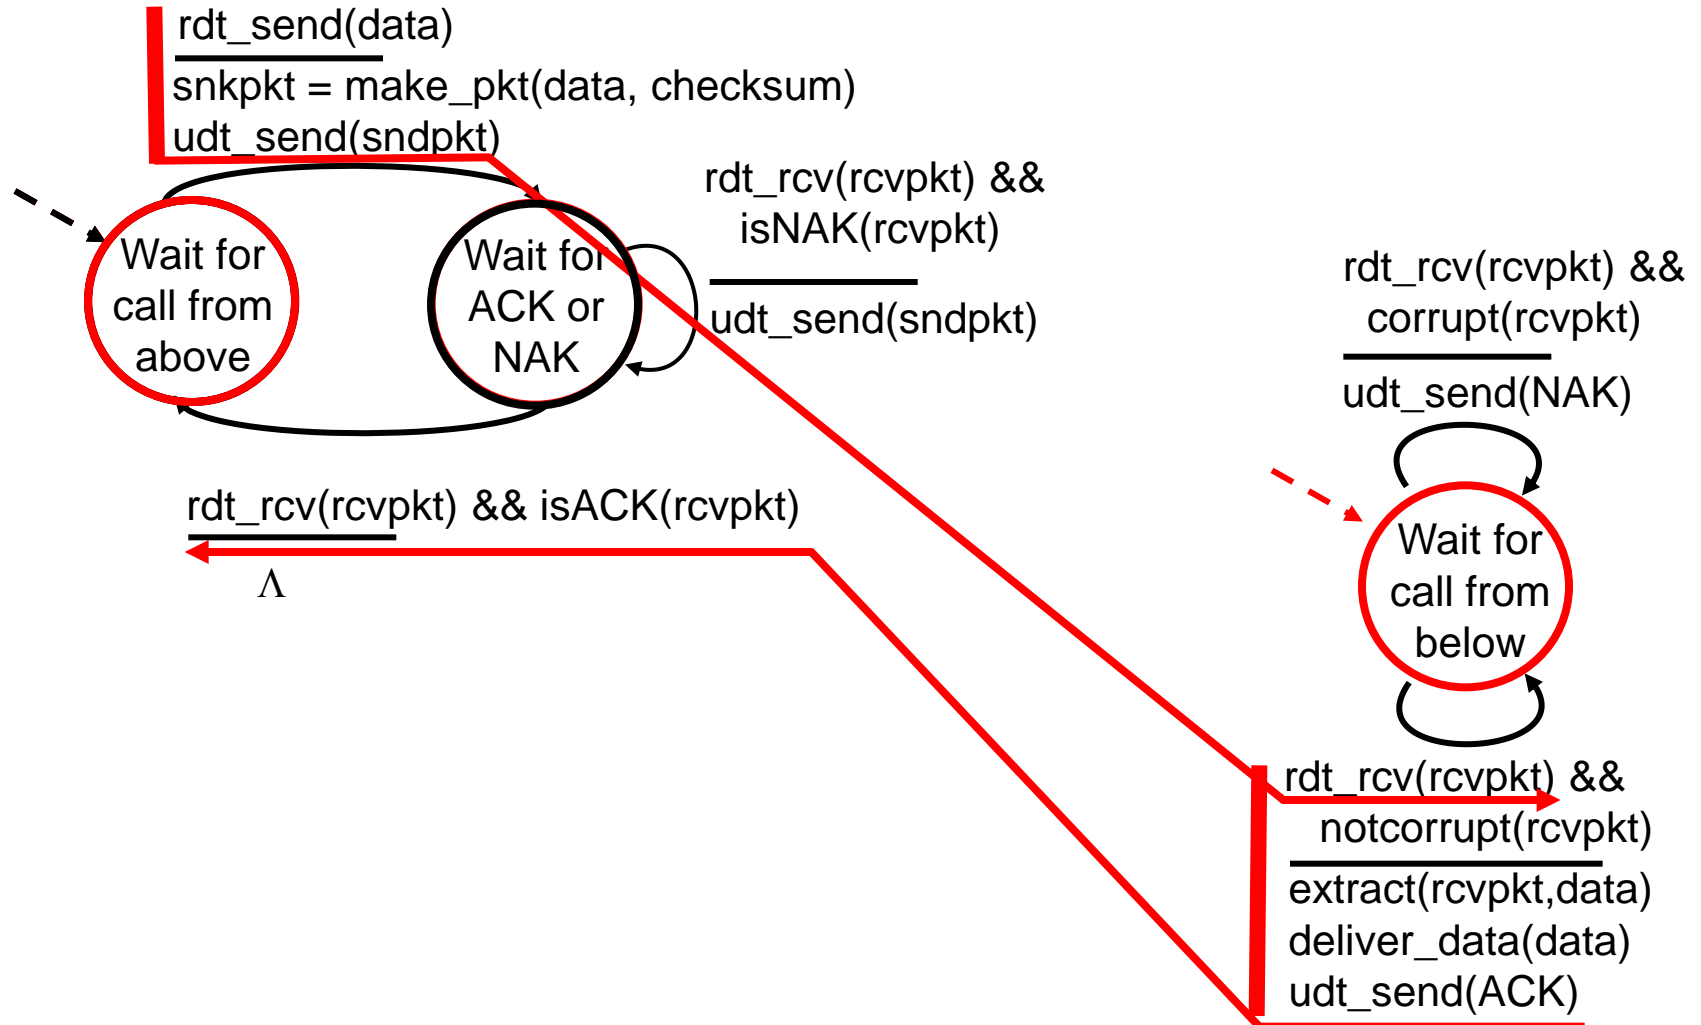 rdt_send(data)
snkpkt = make_pkt(data, checksum)
udt_send(sndpkt)
Wait for
call from
above
Wait for
ACK or
NAK
rdt_rcv(rcvpkt) &&
isNAK(rcvpkt)
udt_send(sndpkt)
rdt_rcv(rcvpkt) && isACK(rcvpkt)
Λ
rdt_rcv(rcvpkt) &&
corrupt(rcvpkt)
udt_send(NAK)
Wait for
call from
below
rdt_rcv(rcvpkt) &&
notcorrupt(rcvpkt)
extract(rcvpkt,data)
deliver_data(data)
udt_send(ACK)